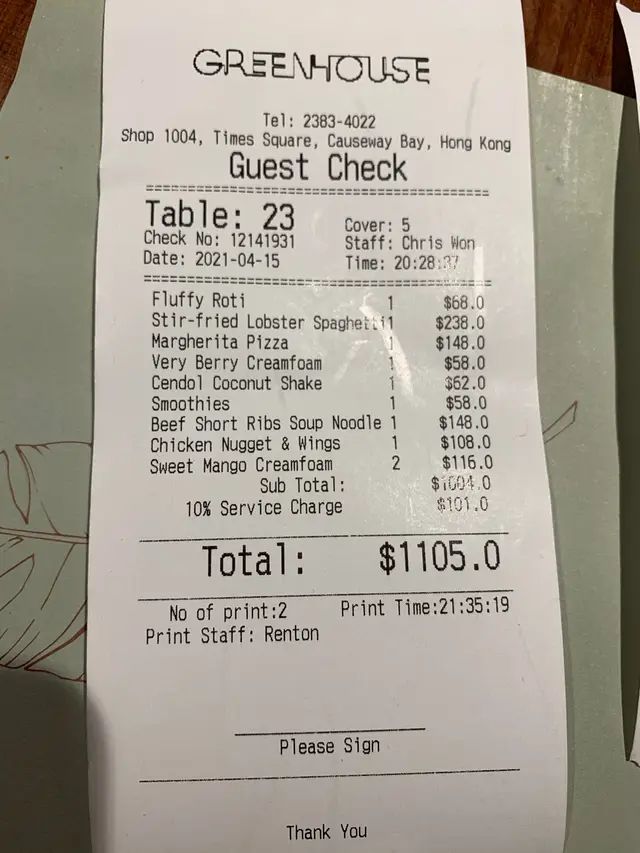 GREENHOUSE
Tel: 2383-4022
Shop 1004, Times Square, Causeway Bay, Hong Kong
Guest Check
Table: 23 Cover: 5
Check No: 12141931 Staff: Chris Won
Date: 2021-04-15 Time: 20:28:37
Fluffy Roti 1 $68.0
Stir-fried Lobster Spaghetti1 $238.0
Margherita Pizza 1 $148.0
Very Berry Creamfoam 1 $58.0
Cendol Coconut Shake 1 $62.0
Smoothies 1 $58.0
Beef Short Ribs Soup Noodle 1 $148.0
Chicken Nugget & Wings 1 $108.0
Sweet Mango Creamfoam 2 $116.0
Sub Total: $1004.0
10% Service Charge $101.0
Total: $1105.0
No of print:2 Print Time:21:35:19
Print Staff: Renton
Please Sign
Thank You